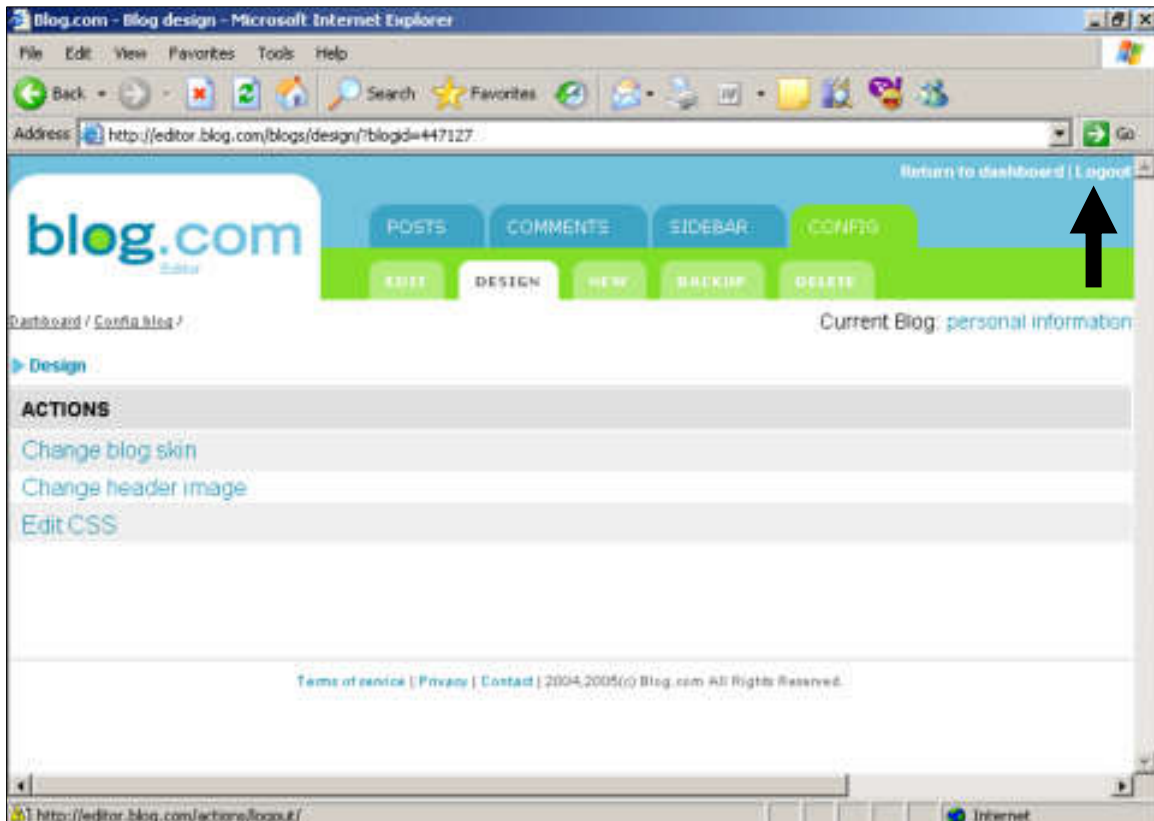 Blog.com - Blog design - Microsoft Internet Explorer
File Edit View Favorites Tools Help
Back Search Favorites
Address http://editor.blog.com/blogs/design/?blogid=447127 Go
Return to dashboard | Logout
blog.com
Editor
POSTS COMMENTS SIDEBAR CONFIG
EDIT DESIGN NEW BACKUP DELETE
Dashboard / Config blog /
Current Blog: personal information
Design
ACTIONS
Change blog skin
Change header image
Edit CSS
Terms of service | Privacy | Contact | 2004,2005(c) Blog.com All Rights Reserved.
http://editor.blog.com/actions/logout/ Internet